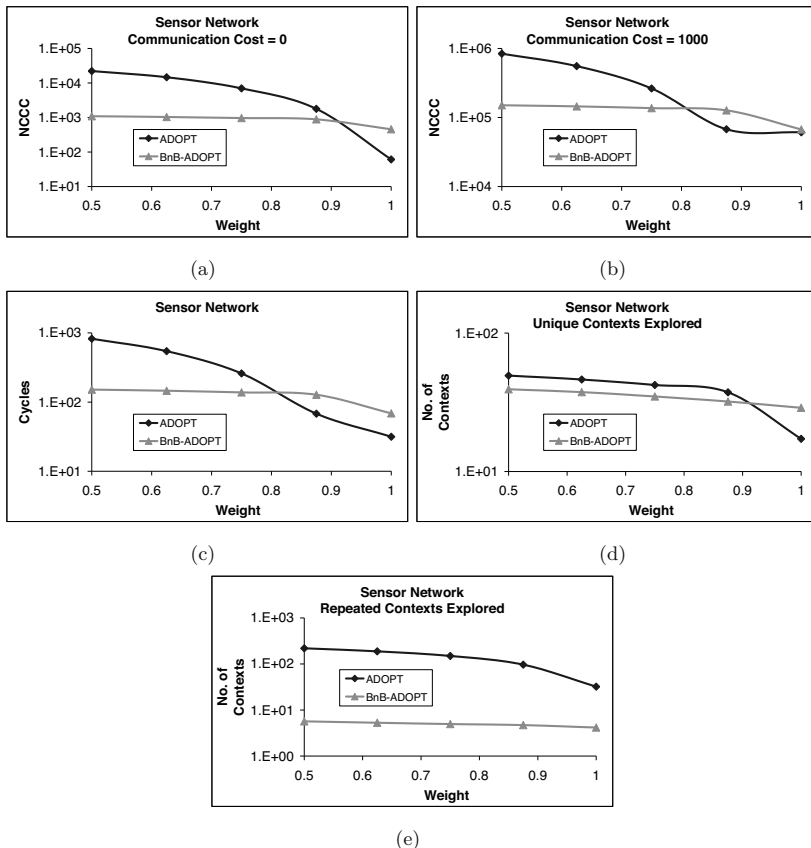 Sensor Network
Communication Cost = 0
1.E+05
1.E+04
1.E+03
1.E+02
1.E+01
NCCC
ADOPT
BnB-ADOPT
0.5 0.6 0.7 0.8 0.9 1
Weight
(a)
Sensor Network
Communication Cost = 1000
1.E+06
1.E+05
1.E+04
NCCC
ADOPT
BnB-ADOPT
0.5 0.6 0.7 0.8 0.9 1
Weight
(b)
Sensor Network
1.E+03
1.E+02
1.E+01
Cycles
ADOPT
BnB-ADOPT
0.5 0.6 0.7 0.8 0.9 1
Weight
(c)
Sensor Network
Unique Contexts Explored
1.E+02
1.E+01
No. of
Contexts
ADOPT
BnB-ADOPT
0.5 0.6 0.7 0.8 0.9 1
Weight
(d)
Sensor Network
Repeated Contexts Explored
1.E+03
1.E+02
1.E+01
1.E+00
No. of
Contexts
ADOPT
BnB-ADOPT
0.5 0.6 0.7 0.8 0.9 1
Weight
(e)